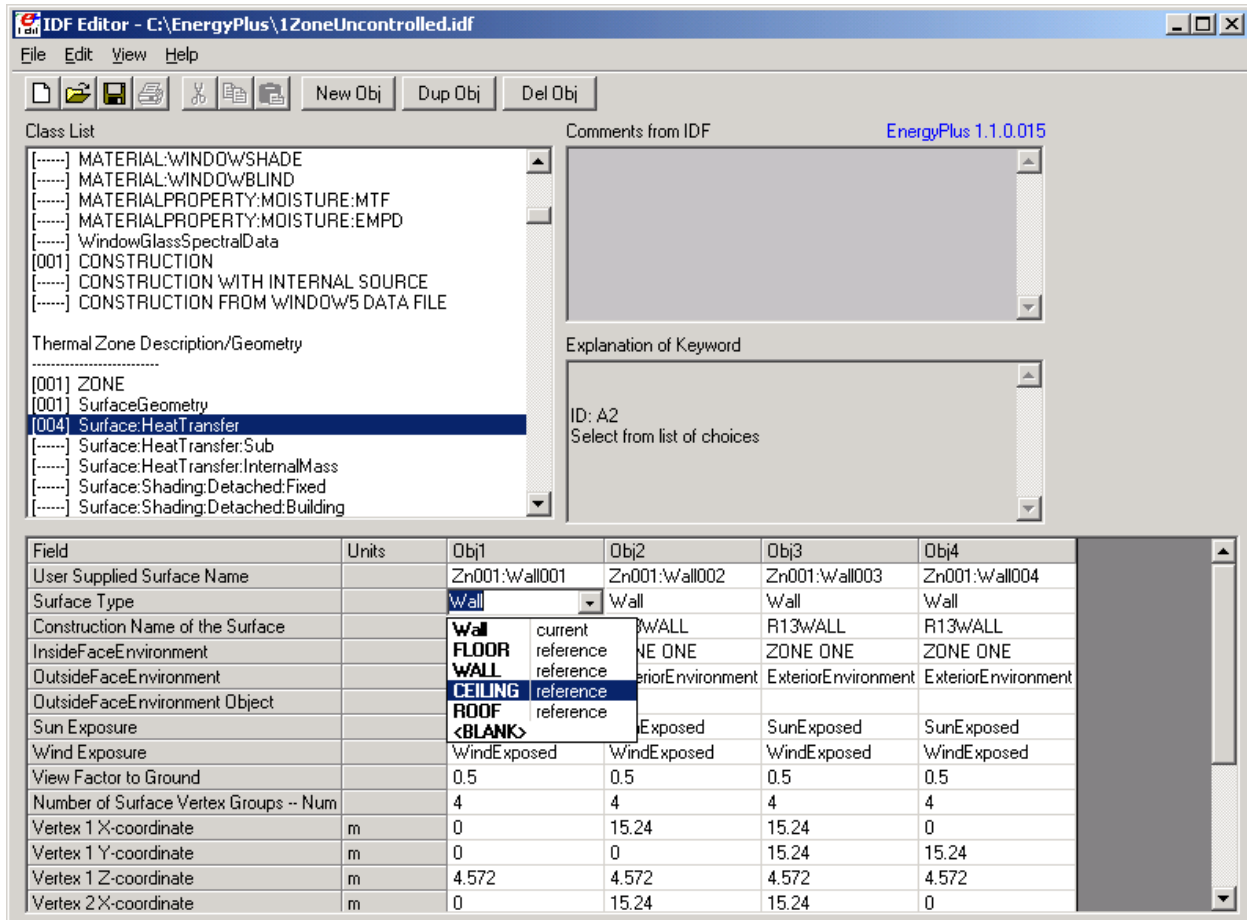 IDF Editor - C:\EnergyPlus\1ZoneUncontrolled.idf
File Edit View Help
New Obj Dup Obj Del Obj
Class List
[------] MATERIAL:WINDOWSHADE
[------] MATERIAL:WINDOWBLIND
[------] MATERIALPROPERTY:MOISTURE:MTF
[------] MATERIALPROPERTY:MOISTURE:EMPD
[------] WindowGlassSpectralData
[001] CONSTRUCTION
[------] CONSTRUCTION WITH INTERNAL SOURCE
[------] CONSTRUCTION FROM WINDOW5 DATA FILE
Thermal Zone Description/Geometry
---------------------------
[001] ZONE
[001] SurfaceGeometry
[004] Surface:HeatTransfer
[------] Surface:HeatTransfer:Sub
[------] Surface:HeatTransfer:InternalMass
[------] Surface:Shading:Detached:Fixed
[------] Surface:Shading:Detached:Building
Comments from IDF EnergyPlus 1.1.0.015
Explanation of Keyword
ID: A2
Select from list of choices
Field Units Obj1 Obj2 Obj3 Obj4
User Supplied Surface Name Zn001:Wall001 Zn001:Wall002 Zn001:Wall003 Zn001:Wall004
Surface Type Wall Wall Wall Wall
Construction Name of the Surface WALL R13WALL R13WALL
InsideFaceEnvironment NE ONE ZONE ONE ZONE ONE
OutsideFaceEnvironment eriorEnvironment ExteriorEnvironment ExteriorEnvironment
OutsideFaceEnvironment Object
Sun Exposure Exposed SunExposed SunExposed
Wind Exposure WindExposed WindExposed WindExposed WindExposed
View Factor to Ground 0.5 0.5 0.5 0.5
Number of Surface Vertex Groups -- Num 4 4 4 4
Vertex 1 X-coordinate m 0 15.24 15.24 0
Vertex 1 Y-coordinate m 0 0 15.24 15.24
Vertex 1 Z-coordinate m 4.572 4.572 4.572 4.572
Vertex 2 X-coordinate m 0 15.24 15.24 0
Wall current
FLOOR reference
WALL reference
CEILING reference
ROOF reference
<BLANK>